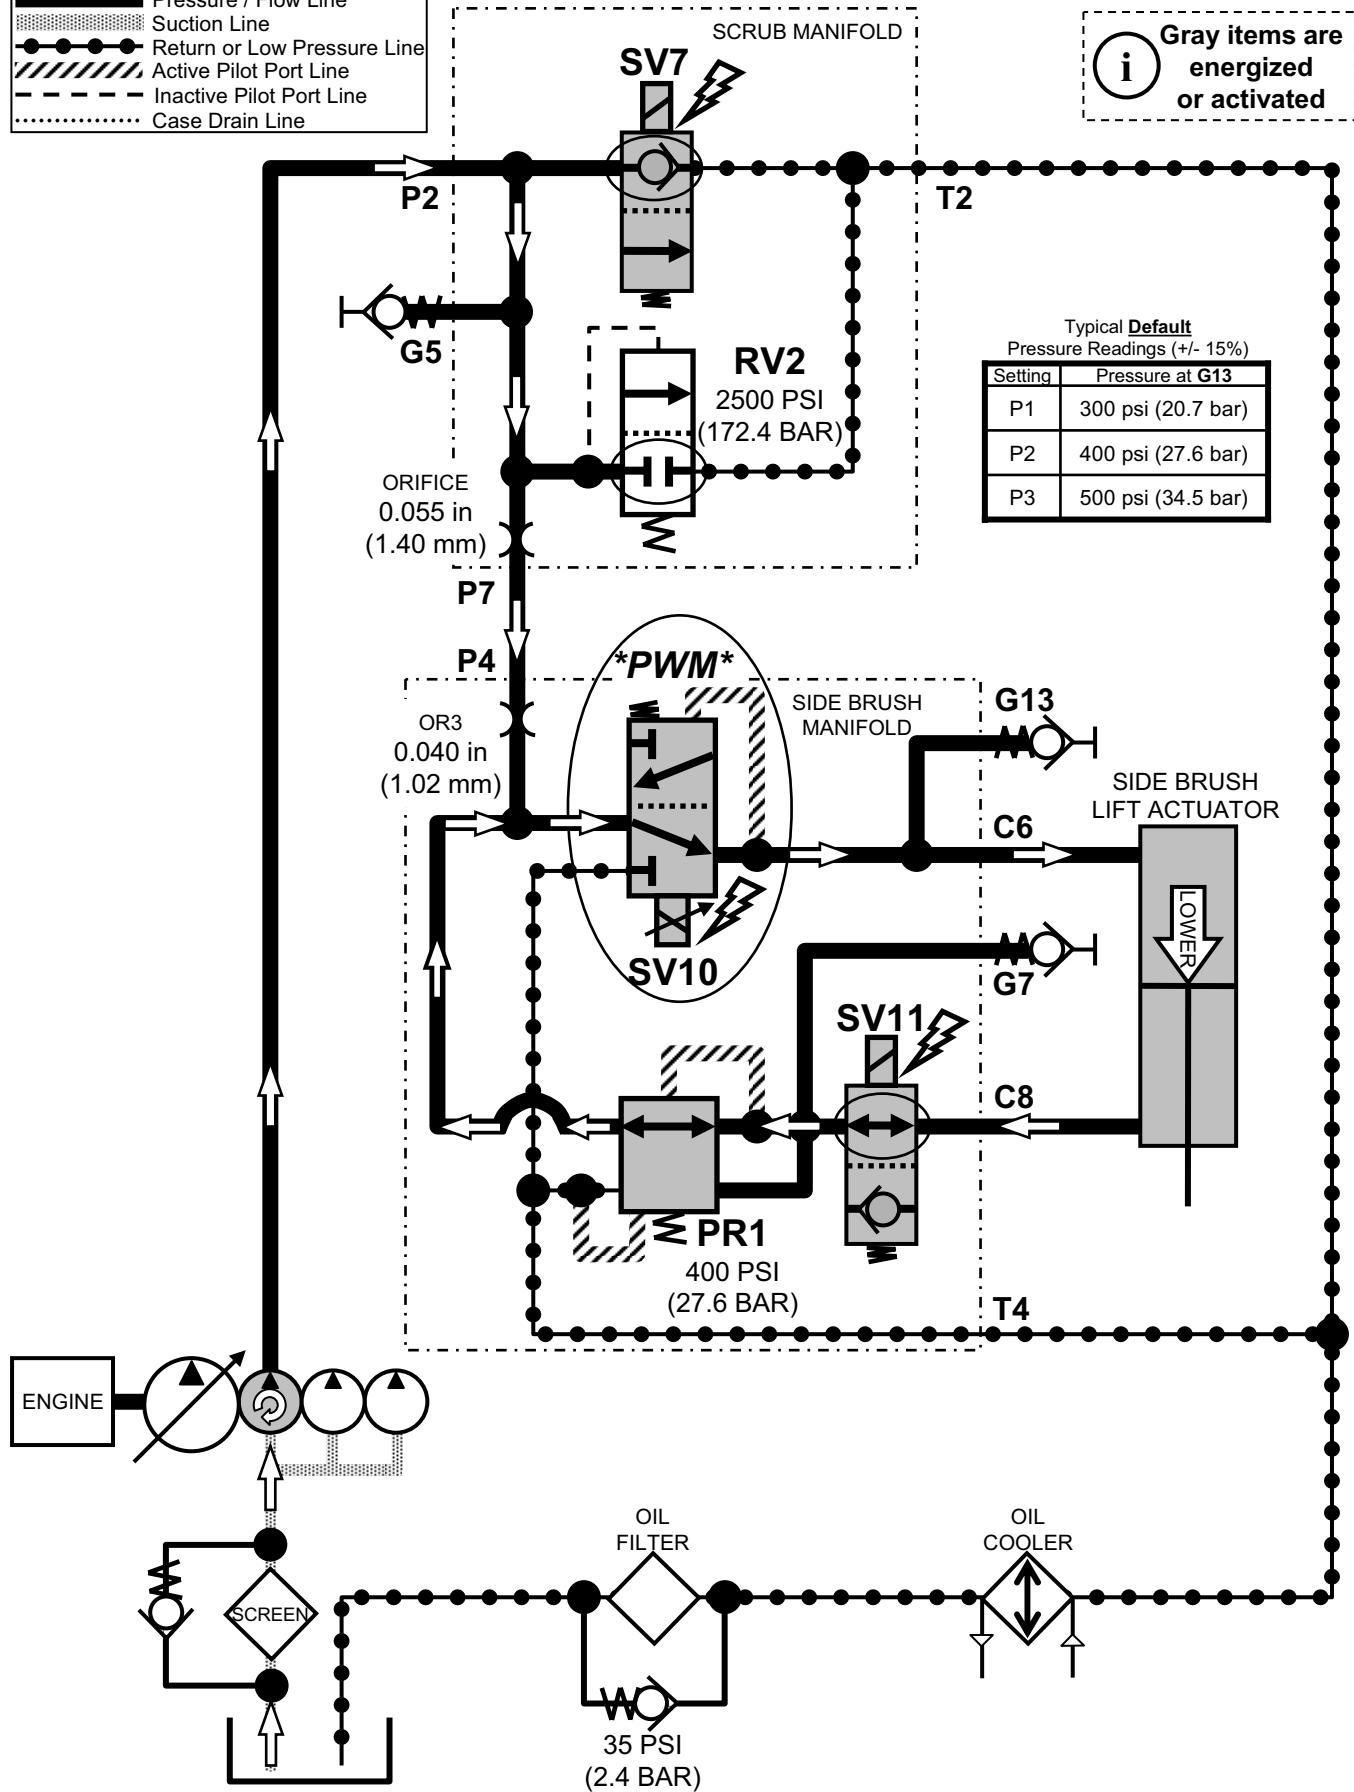 Pressure / Flow Line
Suction Line
Return or Low Pressure Line
Active Pilot Port Line
Inactive Pilot Port Line
Case Drain Line
SCRUB MANIFOLD
i
Gray items are
energized
or activated
SV7
P2
T2
G5
RV2
2500 PSI
(172.4 BAR)
Typical Default
Pressure Readings (+/- 15%)
Setting Pressure at G13
P1 300 psi (20.7 bar)
P2 400 psi (27.6 bar)
P3 500 psi (34.5 bar)
ORIFICE
0.055 in
(1.40 mm)
P7
P4
*PWM*
SIDE BRUSH
MANIFOLD
G13
OR3
0.040 in
(1.02 mm)
SIDE BRUSH
LIFT ACTUATOR
C6
LOWER
SV10
G7
SV11
C8
PR1
400 PSI
(27.6 BAR)
T4
ENGINE
OIL
FILTER
OIL
COOLER
SCREEN
35 PSI
(2.4 BAR)